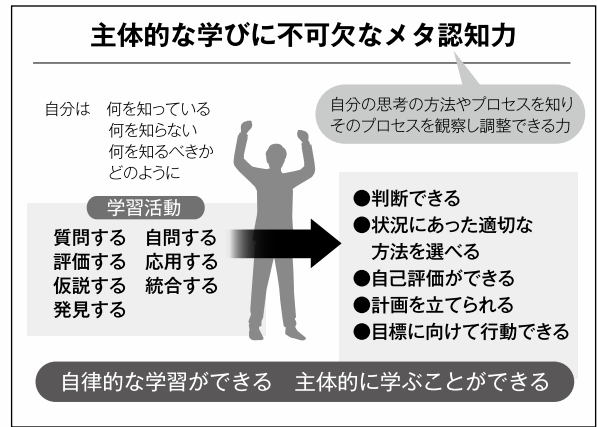 主体的な学びに不可欠なメタ認知力
自分の思考の方法やプロセスを知り
そのプロセスを観察し調整できる力
自分は 何を知っている
何を知らない
何を知るべきか
どのように
学習活動
質問する 自問する
評価する 応用する
仮説する 統合する
発見する
●判断できる
●状況にあった適切な
方法を選べる
●自己評価ができる
●計画を立てられる
●目標に向けて行動できる
自律的な学習ができる 主体的に学ぶことができる